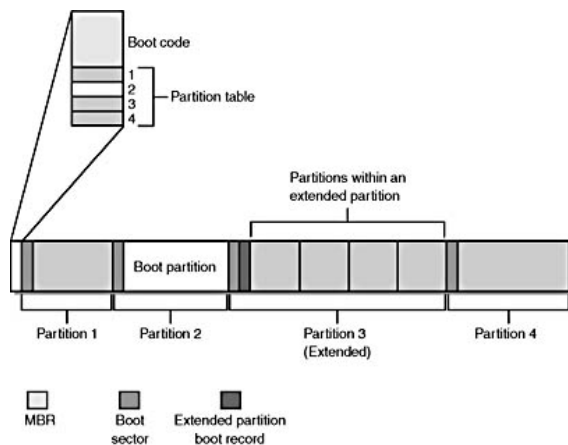 Boot code
1
2
3
4
Partition table
Partitions within an
extended partition
Boot partition
Partition 1
Partition 2
Partition 3
(Extended)
Partition 4
MBR
Boot
sector
Extended partition
boot record